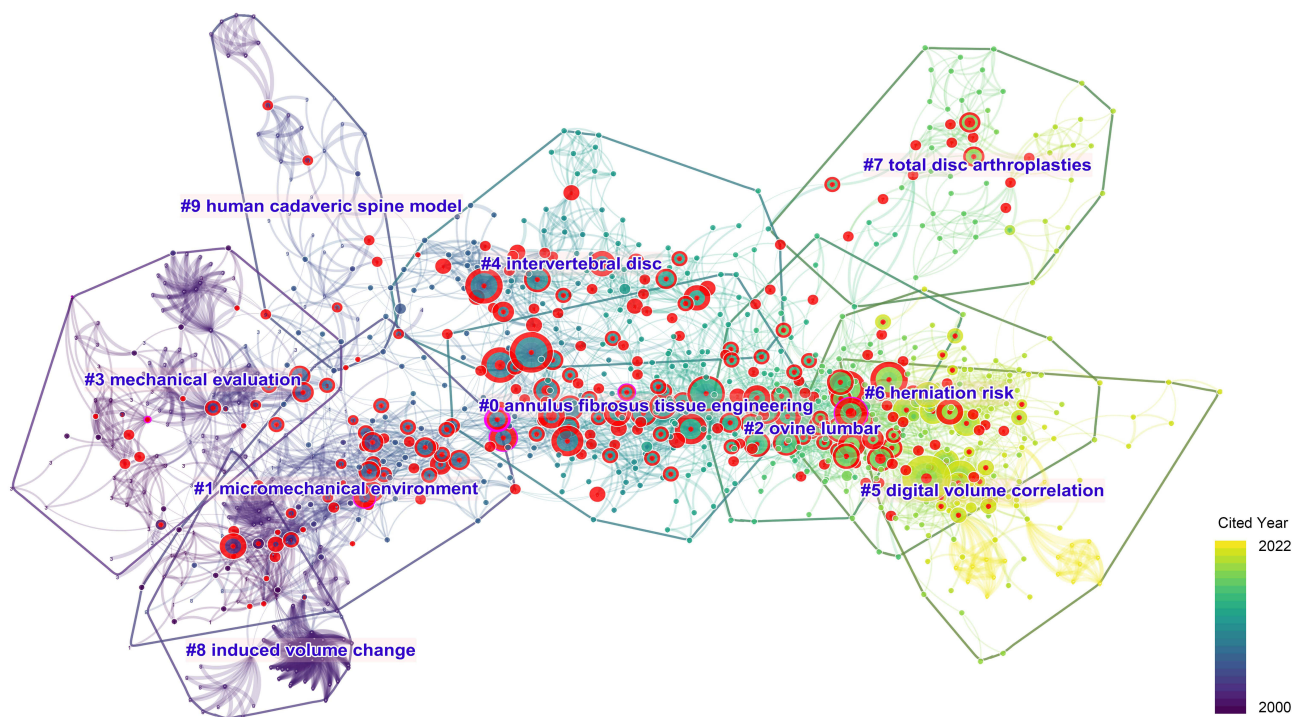 #7 total disc arthroplasties
#9 human cadaveric spine model
#4 intervertebral disc
#3 mechanical evaluation
#6 herniation risk
#0 annulus fibrosus tissue engineering
#2 ovine lumbar
#1 micromechanical environment
#5 digital volume correlation
Cited Year
2022
#8 induced volume change
2000